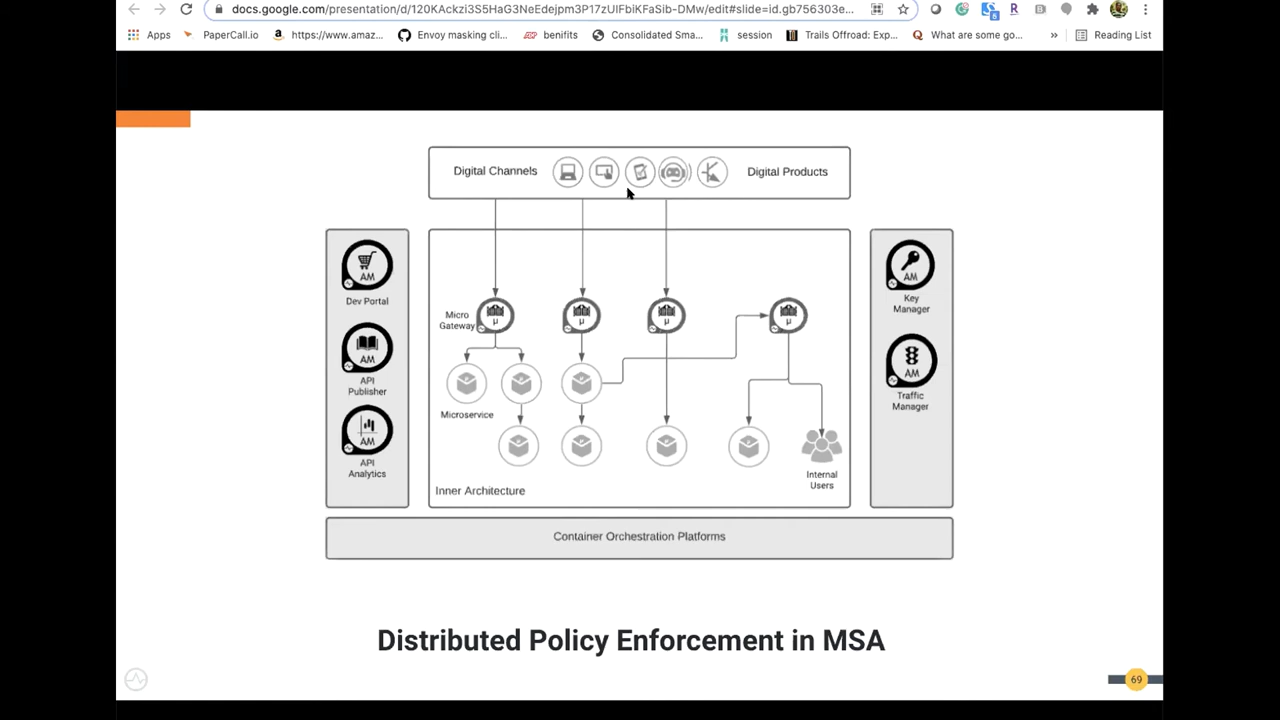 docs.google.com/presentation/d/120KAckzi3S5HaG3NeEdejpm3P17zUIFbiKFaSib-DMw/edit#slide=id.gb756303e...
Apps
PaperCall.io
https://www.amaz...
Envoy masking cli...
benifits
Consolidated Sma...
session
Trails Offroad: Exp...
What are some go...
»
Reading List
Digital Channels
Digital Products
AM
Dev Portal
AM
API
Publisher
AM
API
Analytics
Micro
Gateway
μ
μ
μ
μ
Microservice
Internal
Users
Inner Architecture
AM
Key
Manager
AM
Traffic
Manager
Container Orchestration Platforms
Distributed Policy Enforcement in MSA
69